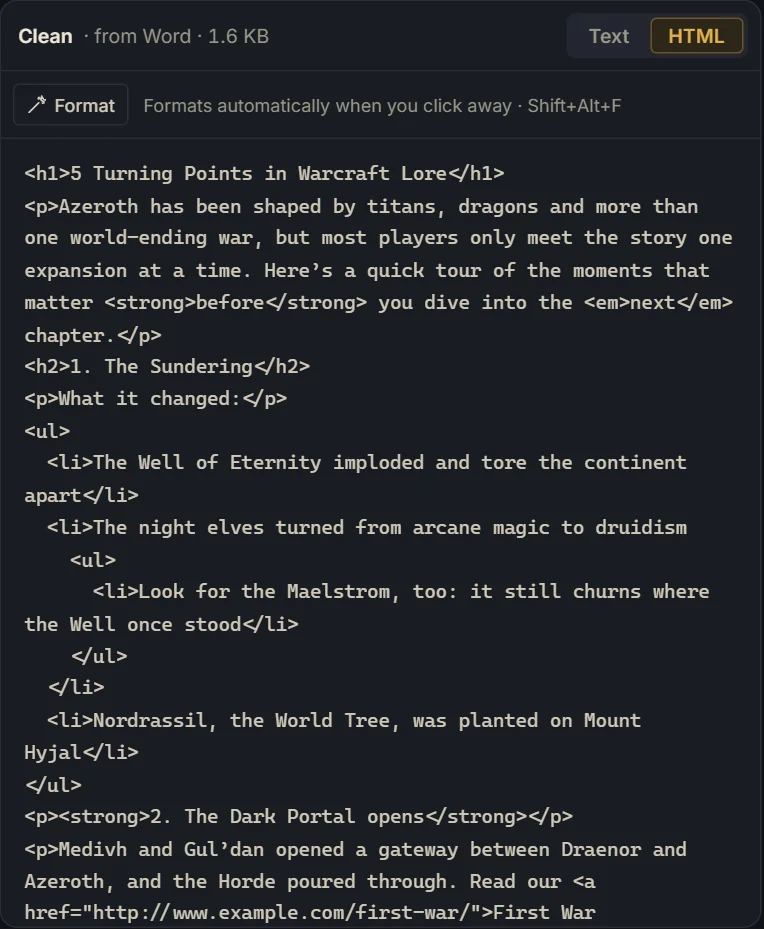 Clean · from Word · 1.6 KB
Text
HTML
Format
Formats automatically when you click away · Shift+Alt+F
<h1>5 Turning Points in Warcraft Lore</h1>
<p>Azeroth has been shaped by titans, dragons and more than
one world-ending war, but most players only meet the story one
expansion at a time. Here’s a quick tour of the moments that
matter <strong>before</strong> you dive into the <em>next</em>
chapter.</p>
<h2>1. The Sundering</h2>
<p>What it changed:</p>
<ul>
  <li>The Well of Eternity imploded and tore the continent
apart</li>
  <li>The night elves turned from arcane magic to druidism
    <ul>
      <li>Look for the Maelstrom, too: it still churns where
the Well once stood</li>
    </ul>
  </li>
  <li>Nordrassil, the World Tree, was planted on Mount
Hyjal</li>
</ul>
<p><strong>2. The Dark Portal opens</strong></p>
<p>Medivh and Gul’dan opened a gateway between Draenor and
Azeroth, and the Horde poured through. Read our <a
href="http://www.example.com/first-war/">First War